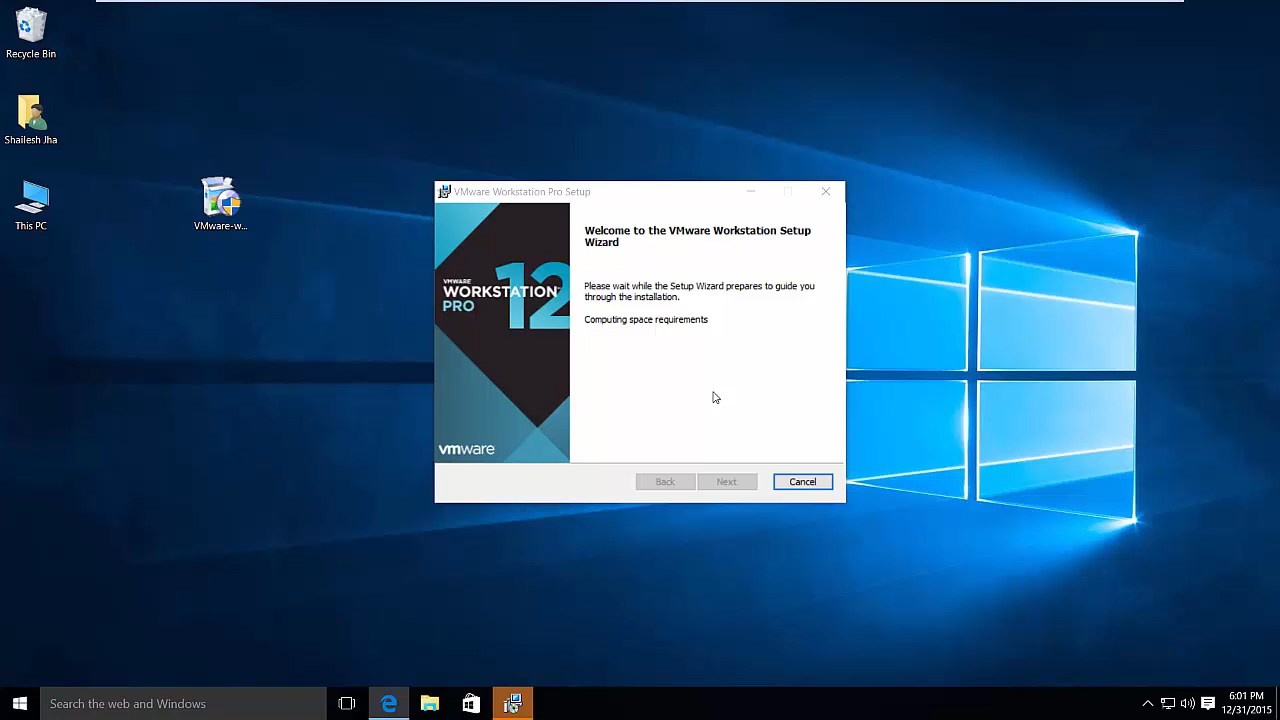 Recycle Bin
Shailesh Jha
This PC
VMware-w...
VMware Workstation Pro Setup
VMWARE
WORKSTATION
PRO
12
vmware
Welcome to the VMware Workstation Setup
Wizard
Please wait while the Setup Wizard prepares to guide you
through the installation.
Computing space requirements
Back
Next
Cancel
Search the web and Windows
6:01 PM
12/31/2015